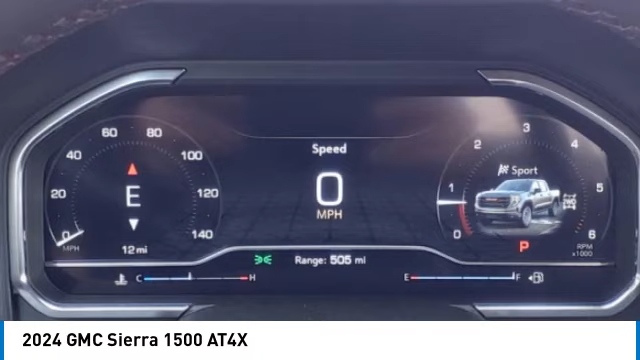 60 80
40 100
20 120
0 140
MPH
E
12 mi
Speed
0
MPH
Range: 505 mi
C H
E F
Sport
0 1 2 3 4 5 6
P
RPM
x1000
2024 GMC Sierra 1500 AT4X